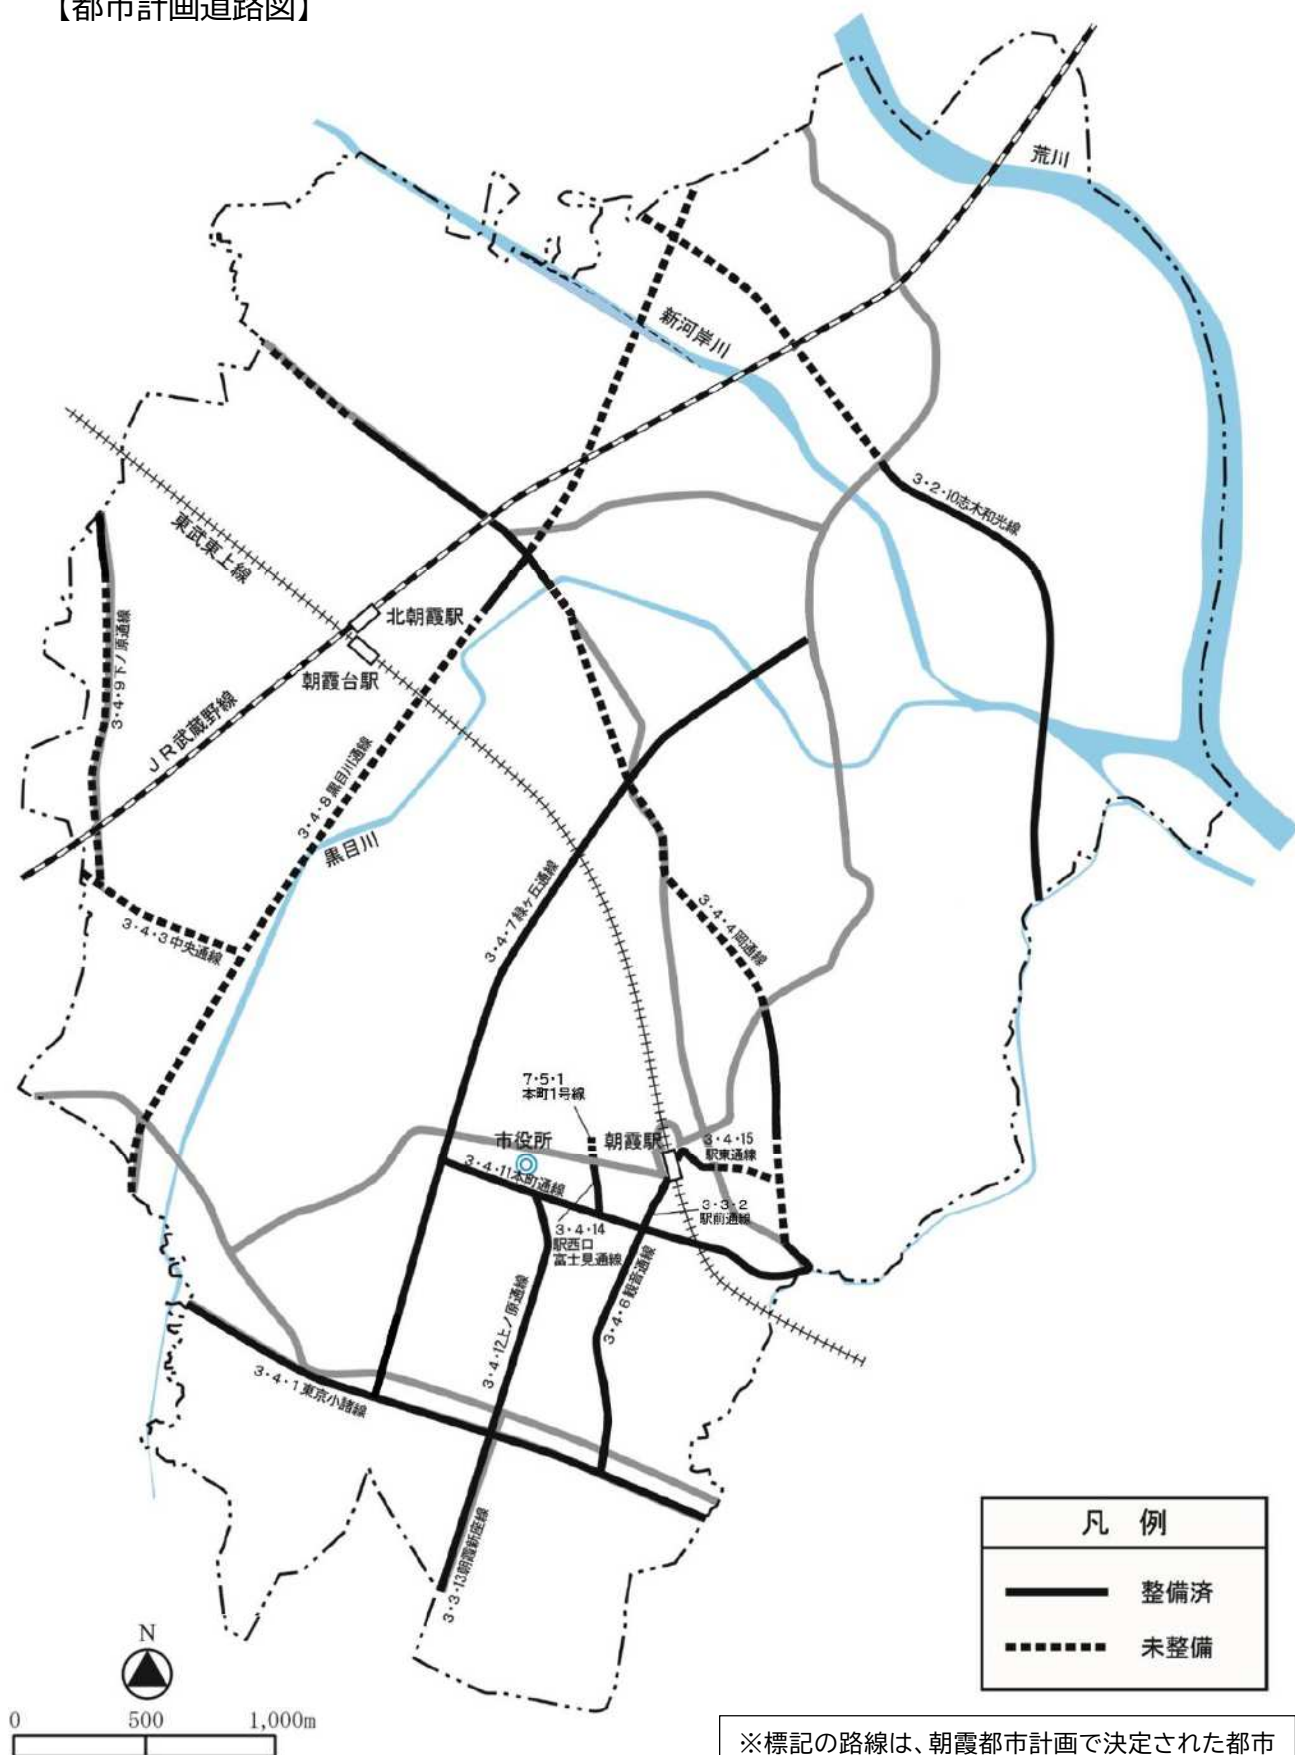 【都市計画道路図】
荒川
新河岸川
3・2・10志木和光線
東武東上線
北朝霞駅
朝霞台駅
3・4・9下ノ原通線
JR武蔵野線
3・4・8黒目川通線
黒目川
3・4・7緑ヶ丘通線
3・4・4岡通線
3・4・3中央通線
7・5・1
本町1号線
市役所
朝霞駅
3・4・15
駅東通線
3・4・11本町通線
3・3・2
駅前通線
3・4・14
駅西口
富士見通線
3・4・6観音通線
3・4・12上ノ原通線
3・4・1東京小諸線
3・3・13朝霞新座線
凡 例
整備済
未整備
N
0 500 1,000m
※標記の路線は、朝霞都市計画で決定された都市